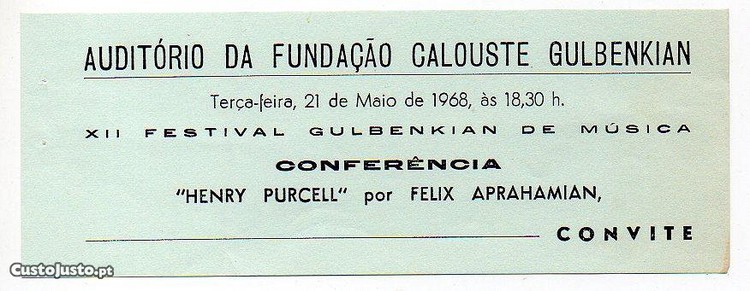 AUDITÓRIO DA FUNDAÇÃO CALOUSTE GULBENKIAN
Terça-feira, 21 de Maio de 1968, às 18,30 h.
XII FESTIVAL GULBENKIAN DE MÚSICA
CONFERÊNCIA
"HENRY PURCELL" por FELIX APRAHAMIAN,
CONVITE
CustoJusto.pt